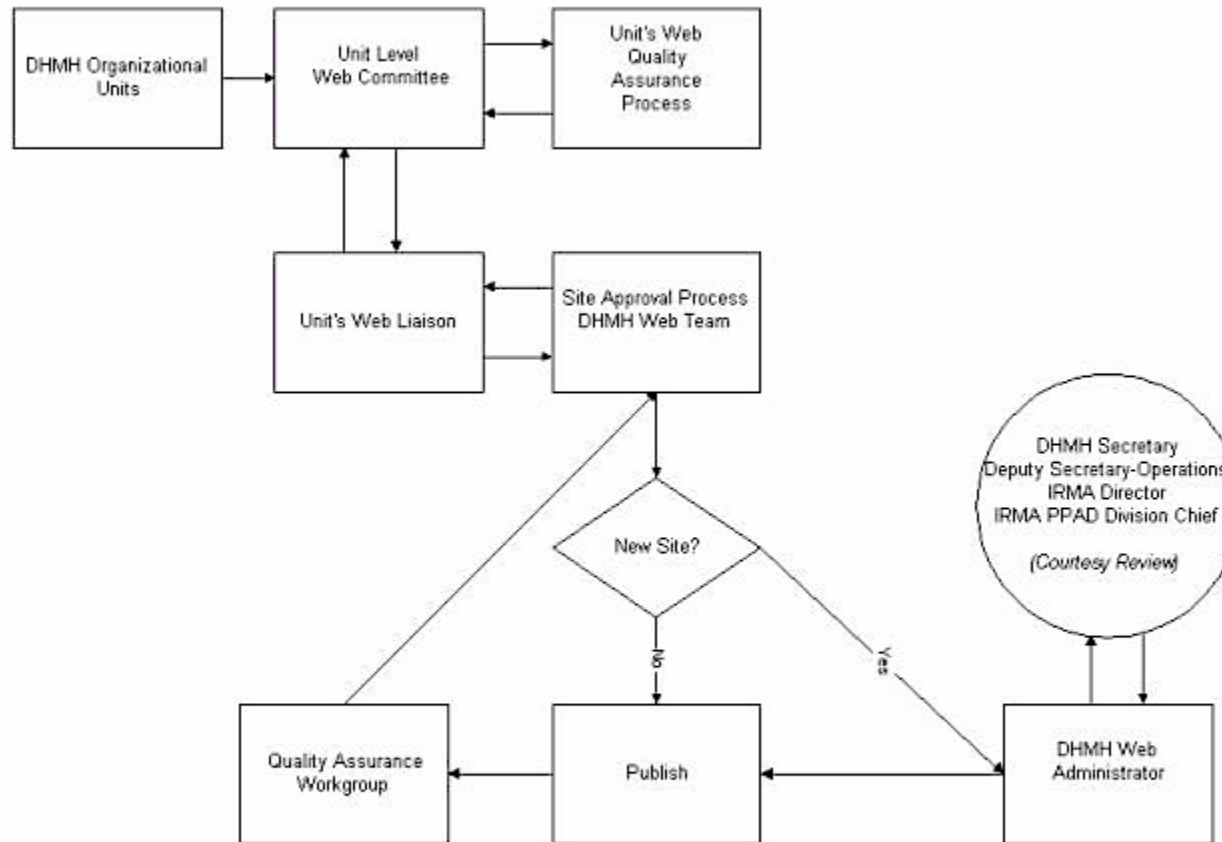 DHMH Organizational
Units
Unit Level
Web Committee
Unit's Web
Quality
Assurance
Process
Unit's Web Liaison
Site Approval Process
DHMH Web Team
DHMH Secretary
Deputy Secretary-Operations
IRMA Director
IRMA PPAD Division Chief
(Courtesy Review)
New Site?
No
Yes
Quality Assurance
Workgroup
Publish
DHMH Web
Administrator